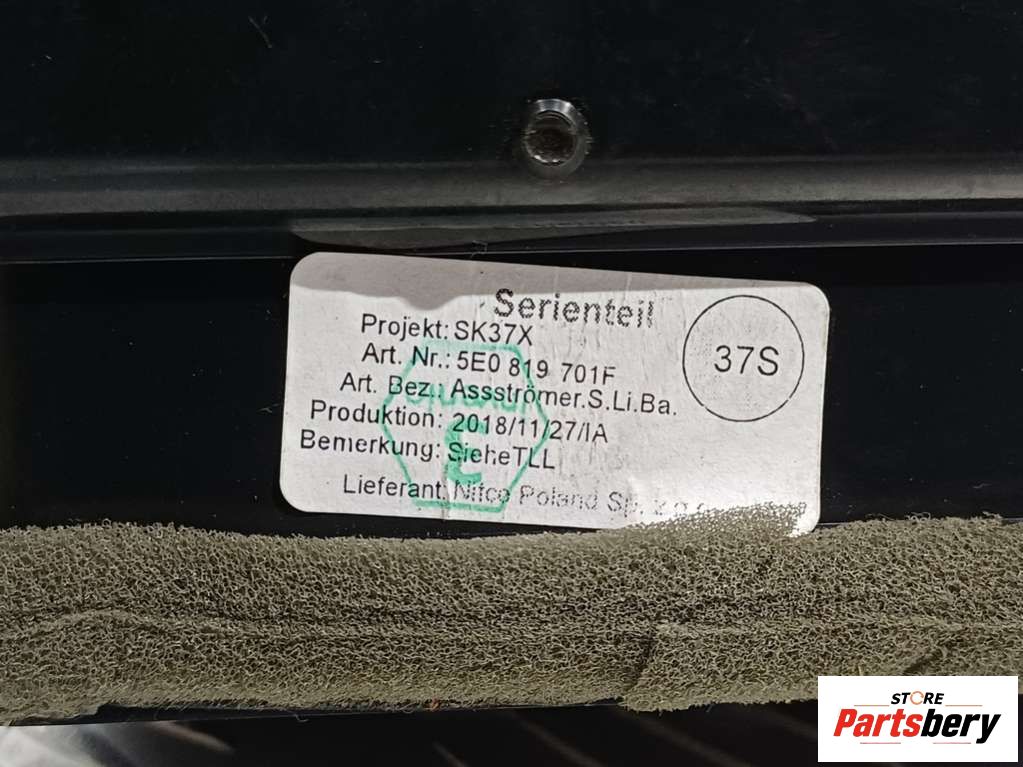 Serienteil
Projekt: SK37X
Art. Nr.: 5E0 819 701F
Art. Bez.: Assströmer.S.Li.Ba.
Produktion: 2018/11/27/IA
Bemerkung: SieheTLL
Lieferant: Nifco Poland Sp. z
37S
STORE
Partsbery